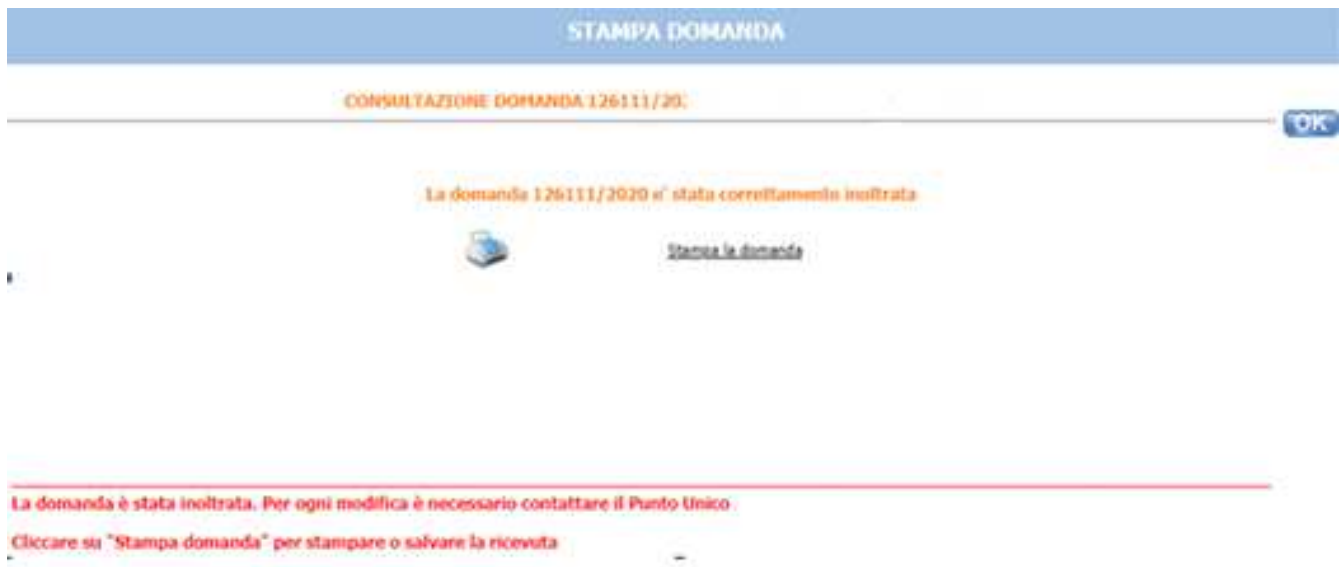 STAMPA DOMANDA
CONSULTAZIONE DOMANDA 126111/20.
OK
La domanda 126111/2020 e' stata correttamente inoltrata
Stampa la domanda
La domanda è stata inoltrata. Per ogni modifica è necessario contattare il Punto Unico
Cliccare su "Stampa domanda" per stampare o salvare la ricevuta